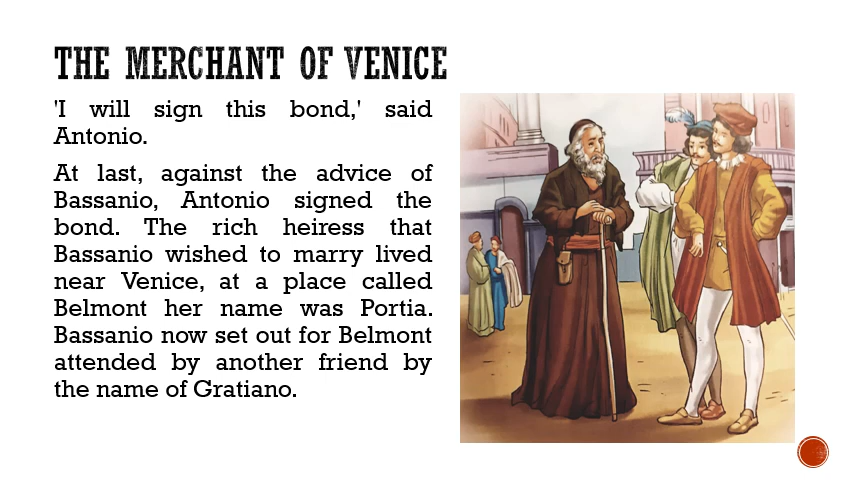 THE MERCHANT OF VENICE
'I will sign this bond,' said
Antonio.
At last, against the advice of
Bassanio, Antonio signed the
bond. The rich heiress that
Bassanio wished to marry lived
near Venice, at a place called
Belmont her name was Portia.
Bassanio now set out for Belmont
attended by another friend by
the name of Gratiano.